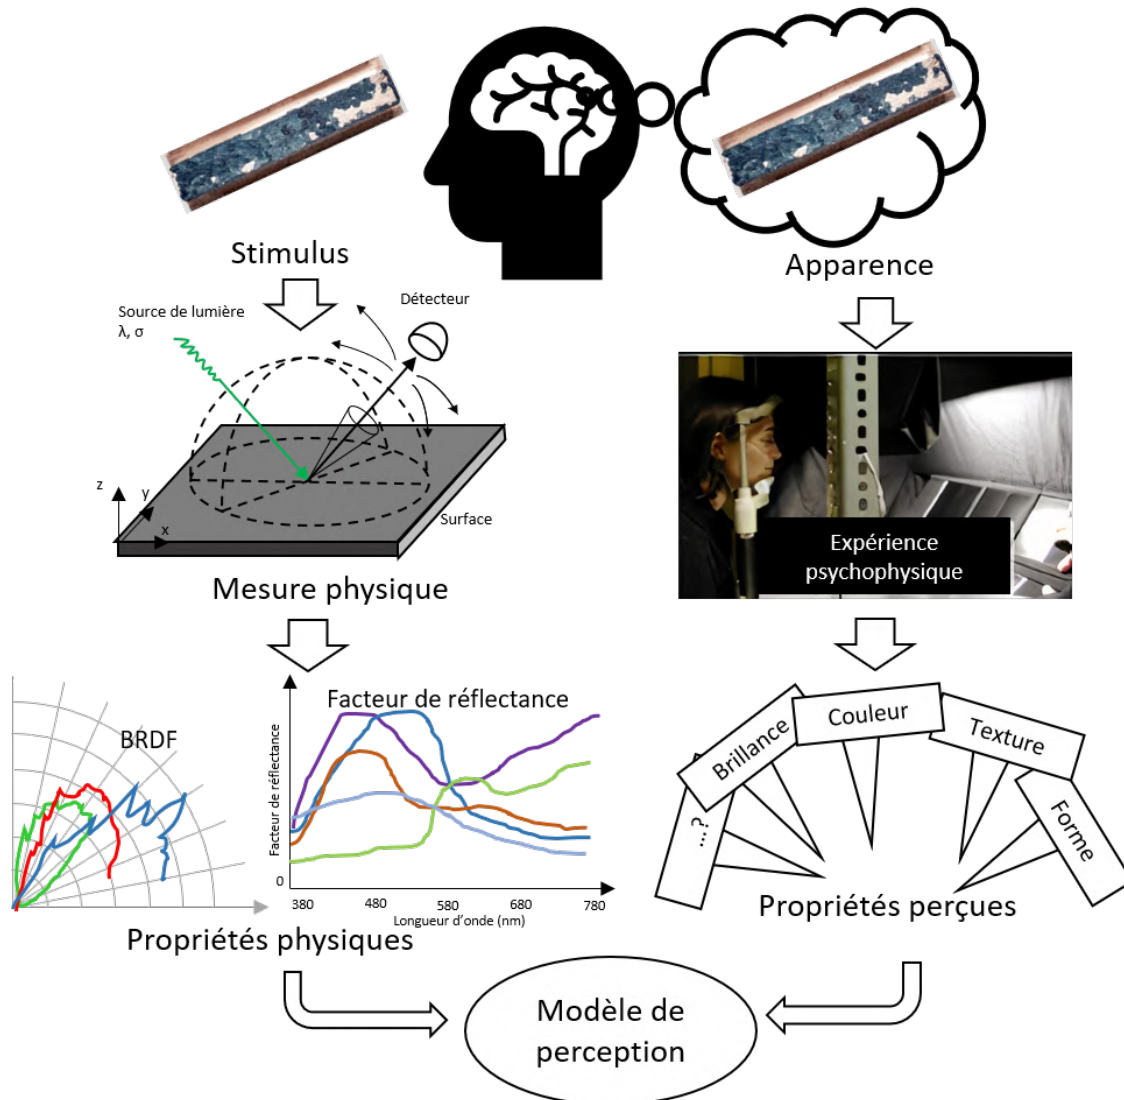 Stimulus
Apparence
Source de lumière
λ, σ
Détecteur
z
y
x
Surface
Mesure physique
Expérience
psychophysique
BRDF
Facteur de réflectance
Facteur de réflectance
0
380
480
580
680
780
Longueur d'onde (nm)
Propriétés physiques
...?
Brillance
Couleur
Texture
Forme
Propriétés perçues
Modèle de
perception